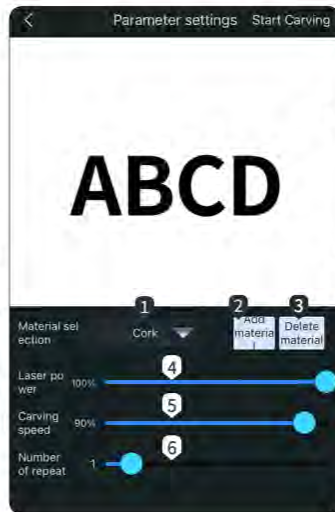 Parameter settings Start Carving
ABCD
1 2 3
Material sel
ection
Cork
Add
materia
l
Delete
material
4
Laser po
wer
100%
5
Carving
speed
90%
6
Number
of repeat
1